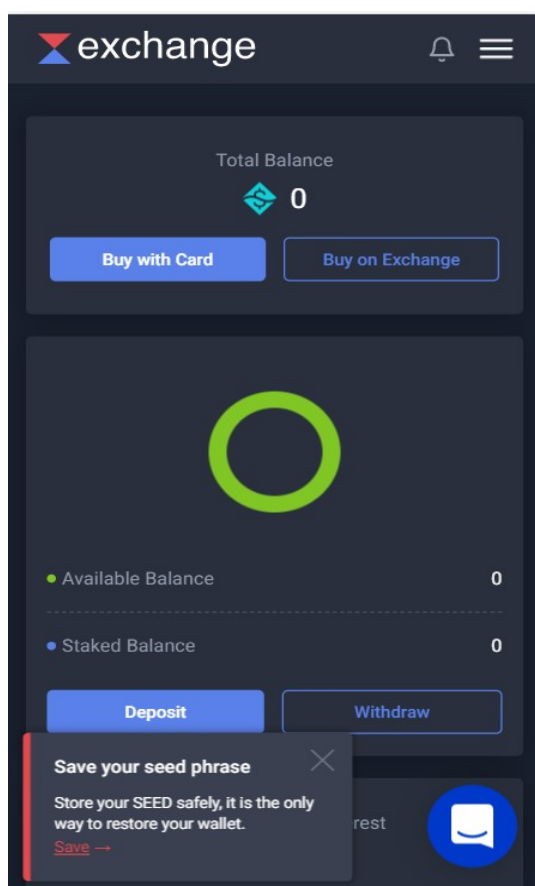 exchange
Total Balance
0
Buy with Card
Buy on Exchange
Available Balance
0
Staked Balance
0
Deposit
Withdraw
Save your seed phrase
Store your SEED safely, it is the only
way to restore your wallet.
Save →
rest